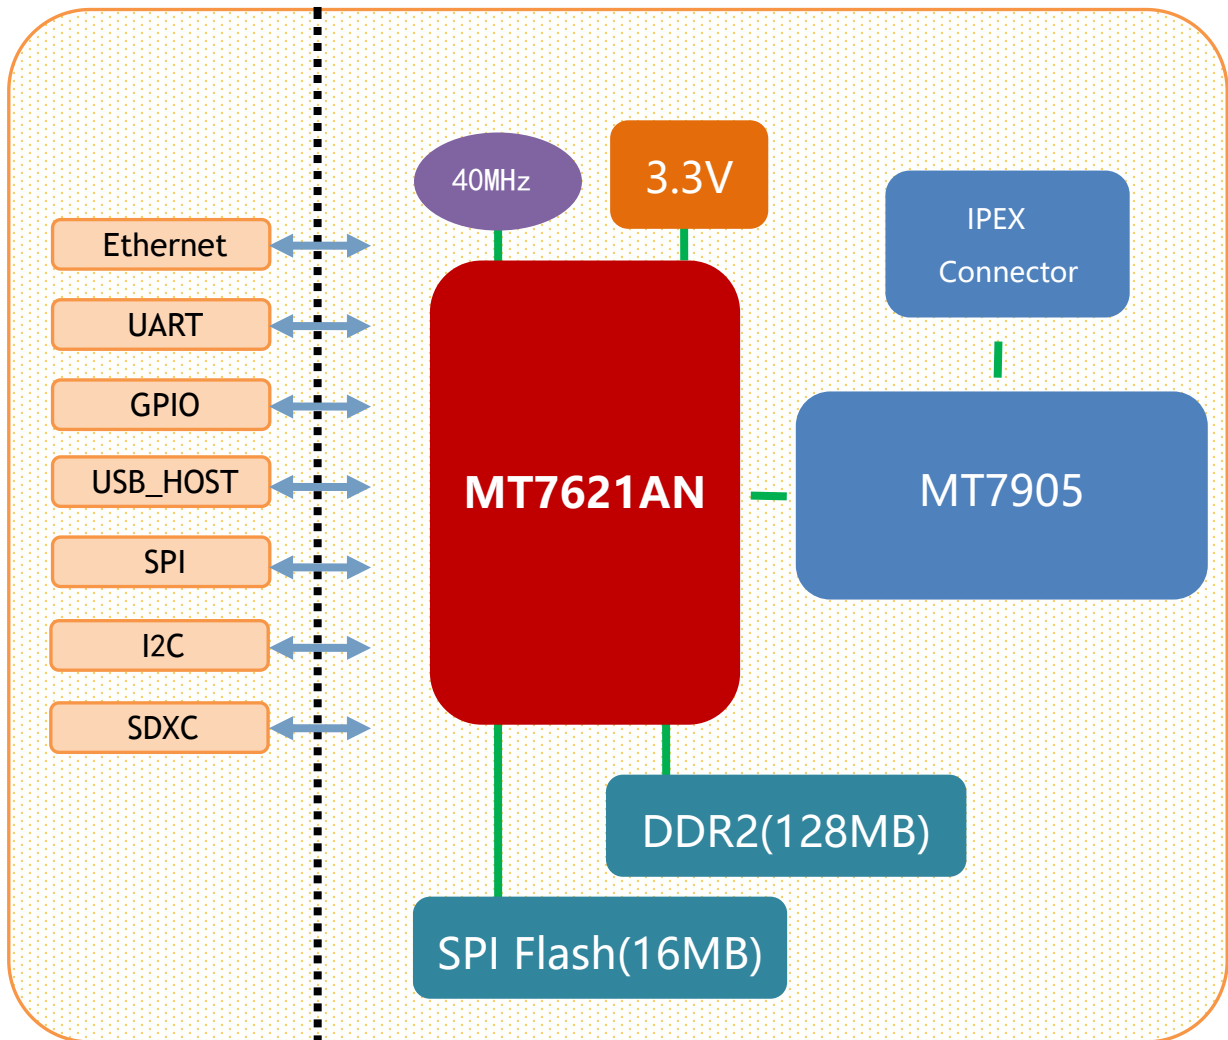 40MHz
3.3V
IPEX
Connector
Ethernet
UART
GPIO
USB_HOST
SPI
I2C
SDXC
MT7621AN
MT7905
DDR2(128MB)
SPI Flash(16MB)